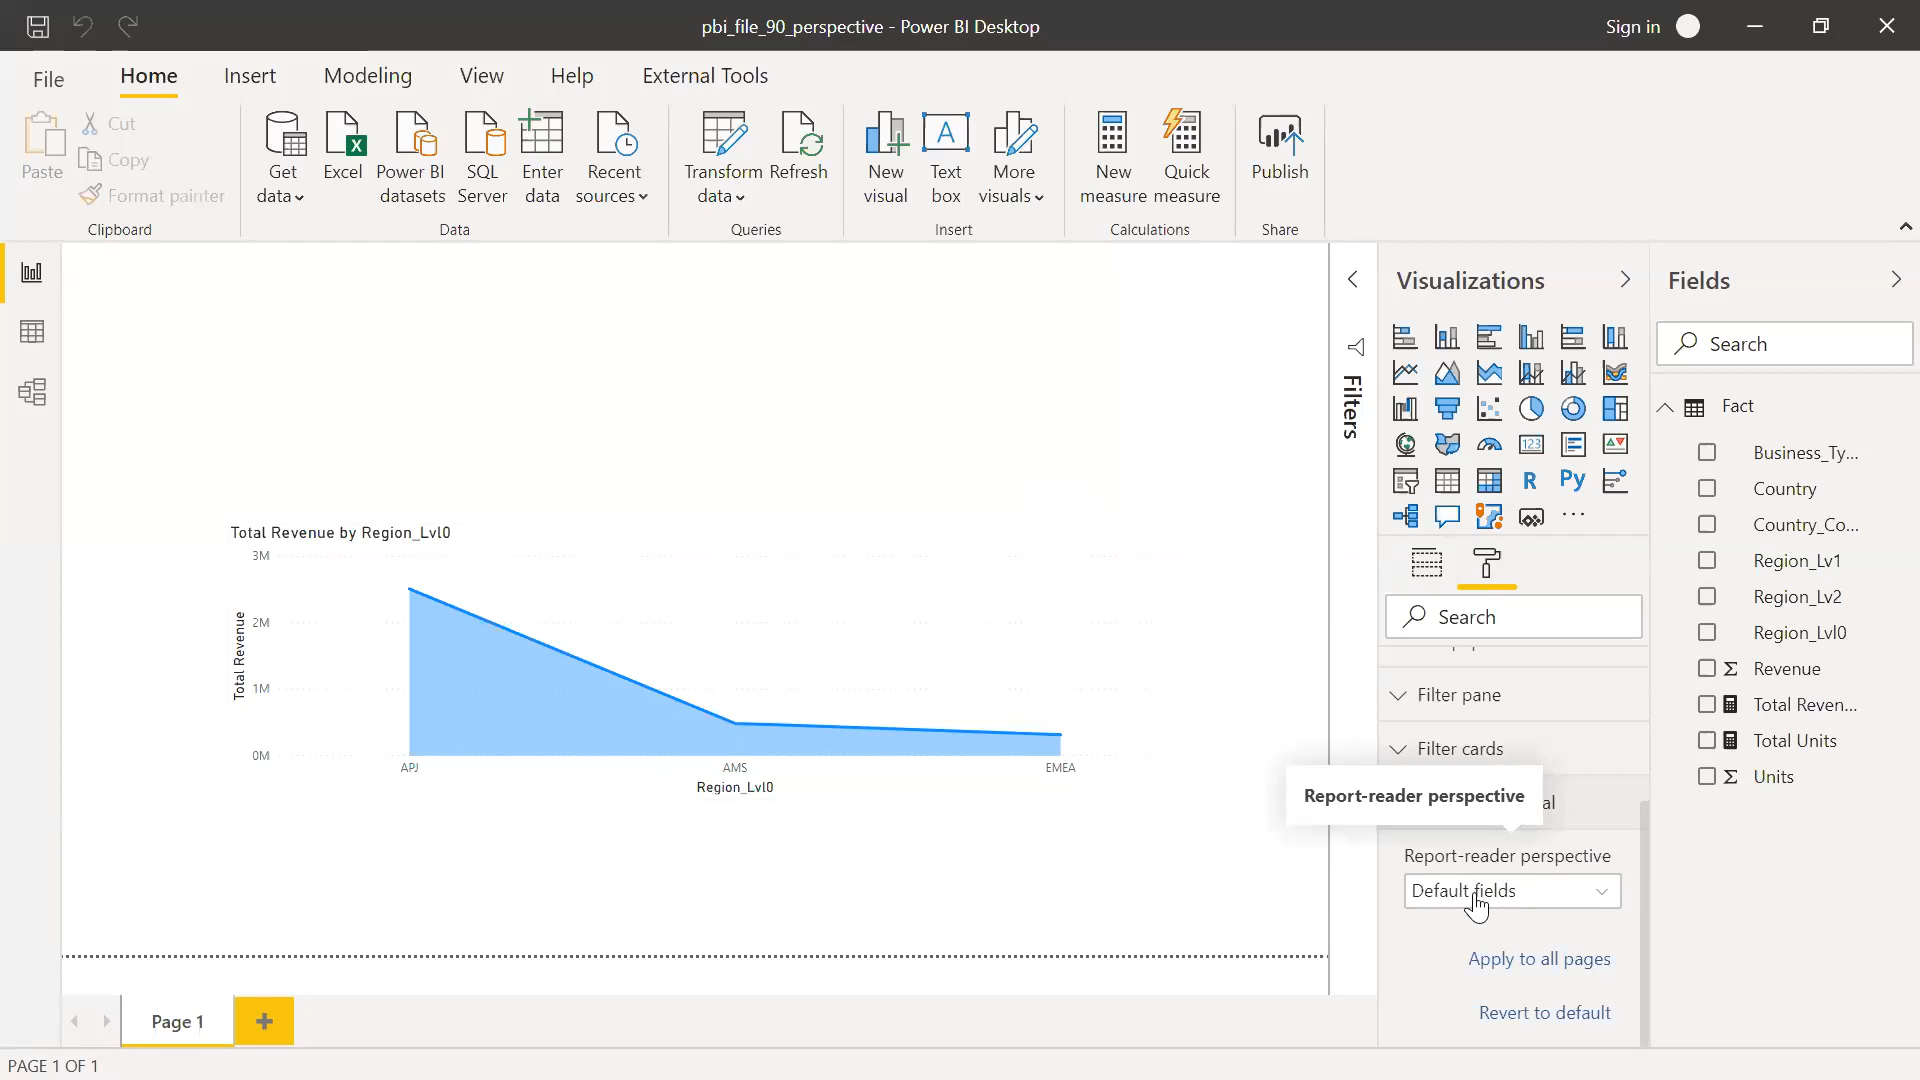 pbi_file_90_perspective - Power BI Desktop
Sign in
File
Home
Insert
Modeling
View
Help
External Tools
Paste
Cut
Copy
Format painter
Clipboard
Get data
Excel
Power BI datasets
SQL Server
Enter data
Recent sources
Data
Transform data
Refresh
Queries
New visual
Text box
More visuals
Insert
New measure
Quick measure
Calculations
Publish
Share
Total Revenue by Region_Lvl0
3M
2M
1M
0M
Total Revenue
APJ
AMS
EMEA
Region_Lvl0
Filters
Visualizations
123
R
Py
...
Search
Filter pane
Filter cards
al
Report-reader perspective
Report-reader perspective
Default fields
Apply to all pages
Revert to default
Fields
Search
Fact
Business_Ty...
Country
Country_Co...
Region_Lv1
Region_Lv2
Region_Lvl0
Revenue
Total Reven...
Total Units
Units
Page 1
PAGE 1 OF 1